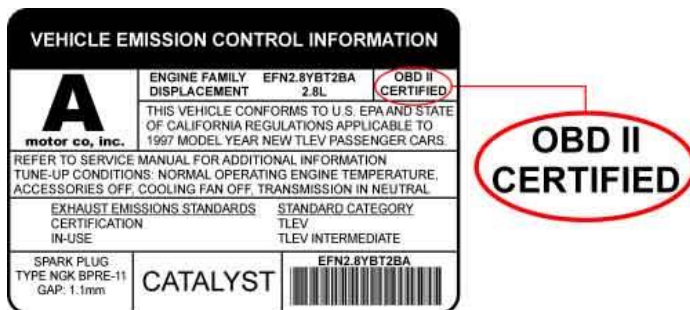 VEHICLE EMISSION CONTROL INFORMATION
A
motor co, inc.
ENGINE FAMILY EFN2.8YBT2BA
DISPLACEMENT 2.8L
OBD II
CERTIFIED
THIS VEHICLE CONFORMS TO U.S. EPA AND STATE
OF CALIFORNIA REGULATIONS APPLICABLE TO
1997 MODEL YEAR NEW TLEV PASSENGER CARS.
REFER TO SERVICE MANUAL FOR ADDITIONAL INFORMATION
TUNE-UP CONDITIONS: NORMAL OPERATING ENGINE TEMPERATURE,
ACCESSORIES OFF, COOLING FAN OFF, TRANSMISSION IN NEUTRAL
EXHAUST EMISSIONS STANDARDS STANDARD CATEGORY
CERTIFICATION TLEV
IN-USE TLEV INTERMEDIATE
SPARK PLUG
TYPE NGK BPRE-11
GAP: 1.1mm
CATALYST
EFN2.8YBT2BA
OBD II
CERTIFIED